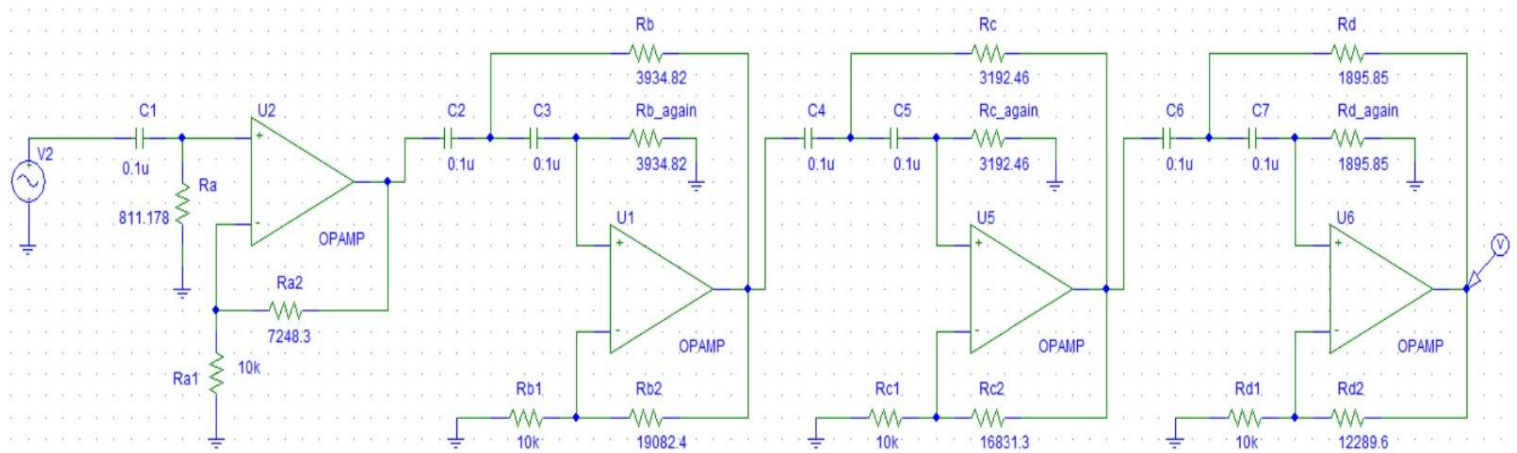 Rb
3934.82
Rc
3192.46
Rd
1895.85
C1
0.1u
U2
+
-
OPAMP
V2
+
-
Ra
811.178
Ra2
7248.3
Ra1
10k
C2
0.1u
C3
0.1u
Rb_again
3934.82
U1
+
-
OPAMP
Rb1
10k
Rb2
19082.4
C4
0.1u
C5
0.1u
Rc_again
3192.46
U5
+
-
OPAMP
Rc1
10k
Rc2
16831.3
C6
0.1u
C7
0.1u
Rd_again
1895.85
U6
+
-
OPAMP
V
Rd1
10k
Rd2
12289.6